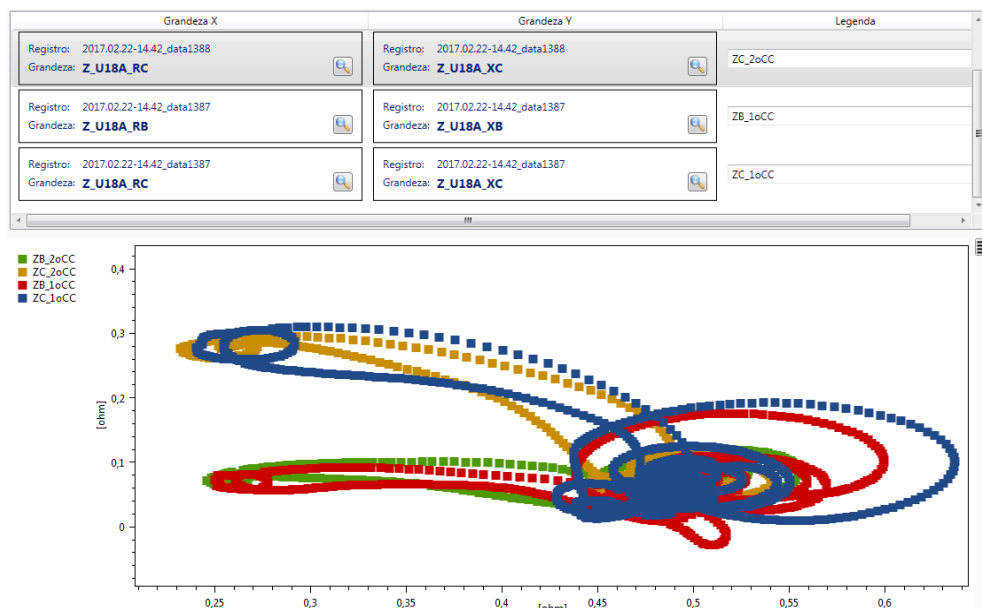 Grandeza X Grandeza Y Legenda
Registro: 2017.02.22-14.42_data1388 Registro: 2017.02.22-14.42_data1388
ZC_2oCC
Grandeza: Z_U18A_RC Grandeza: Z_U18A_XC
Registro: 2017.02.22-14.42_data1387 Registro: 2017.02.22-14.42_data1387
ZB_1oCC
Grandeza: Z_U18A_RB Grandeza: Z_U18A_XB
Registro: 2017.02.22-14.42_data1387 Registro: 2017.02.22-14.42_data1387
ZC_1oCC
Grandeza: Z_U18A_RC Grandeza: Z_U18A_XC
ZB_2oCC
ZC_2oCC
ZB_1oCC
ZC_1oCC
0,4
0,3
0,2
0,1
0
[ohm]
0,25 0,3 0,35 0,4 0,45 0,5 0,55 0,6
[ohm]